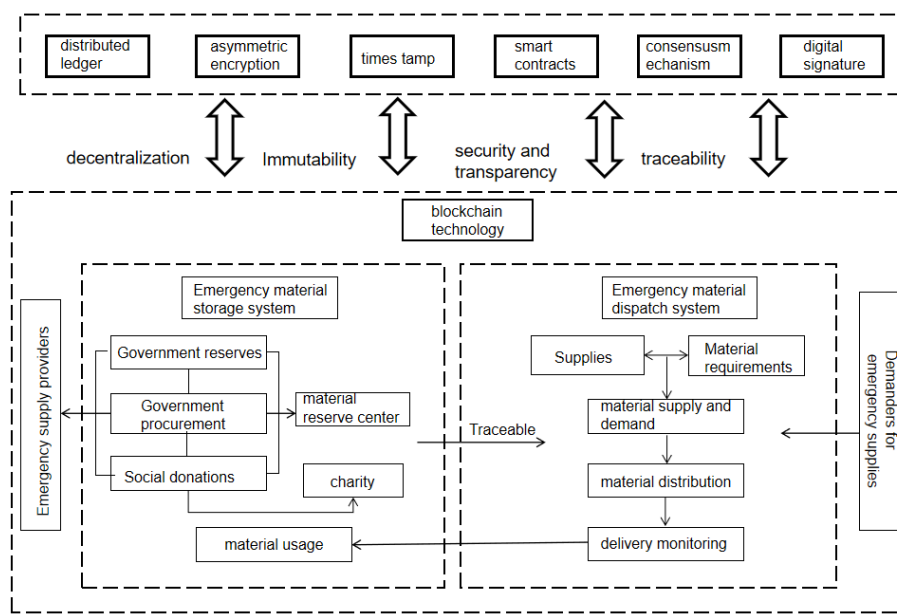 distributed
ledger
asymmetric
encryption
times tamp
smart
contracts
consensusm
echanism
digital
signature
decentralization
Immutability
security and
transparency
traceability
blockchain
technology
Emergency supply providers
Emergency material
storage system
Government reserves
Government
procurement
Social donations
material
reserve center
charity
material usage
Traceable
Emergency material
dispatch system
Supplies
Material
requirements
material supply and
demand
material distribution
delivery monitoring
Demanders for
emergency supplies